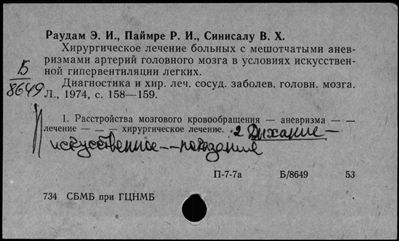 Раудам Э. И., Паймре Р. И., Синисалу В. Х.
Хирургическое лечение больных с мешотчатыми анев-
ризмами артерий головного мозга в условиях искусствен-
ной гипервентиляции легких.
Б
8649
Диагностика и хир. леч. сосуд. заболев. головн. мозга.
Л., 1974, с. 158—159.
1. Расстройства мозгового кровообращения — аневризма — —
лечение — — хирургическое лечение. 2 Дыхание —
искусственное —
П-7-7а Б/8649 53
734 СБМБ при ГЦНМБ